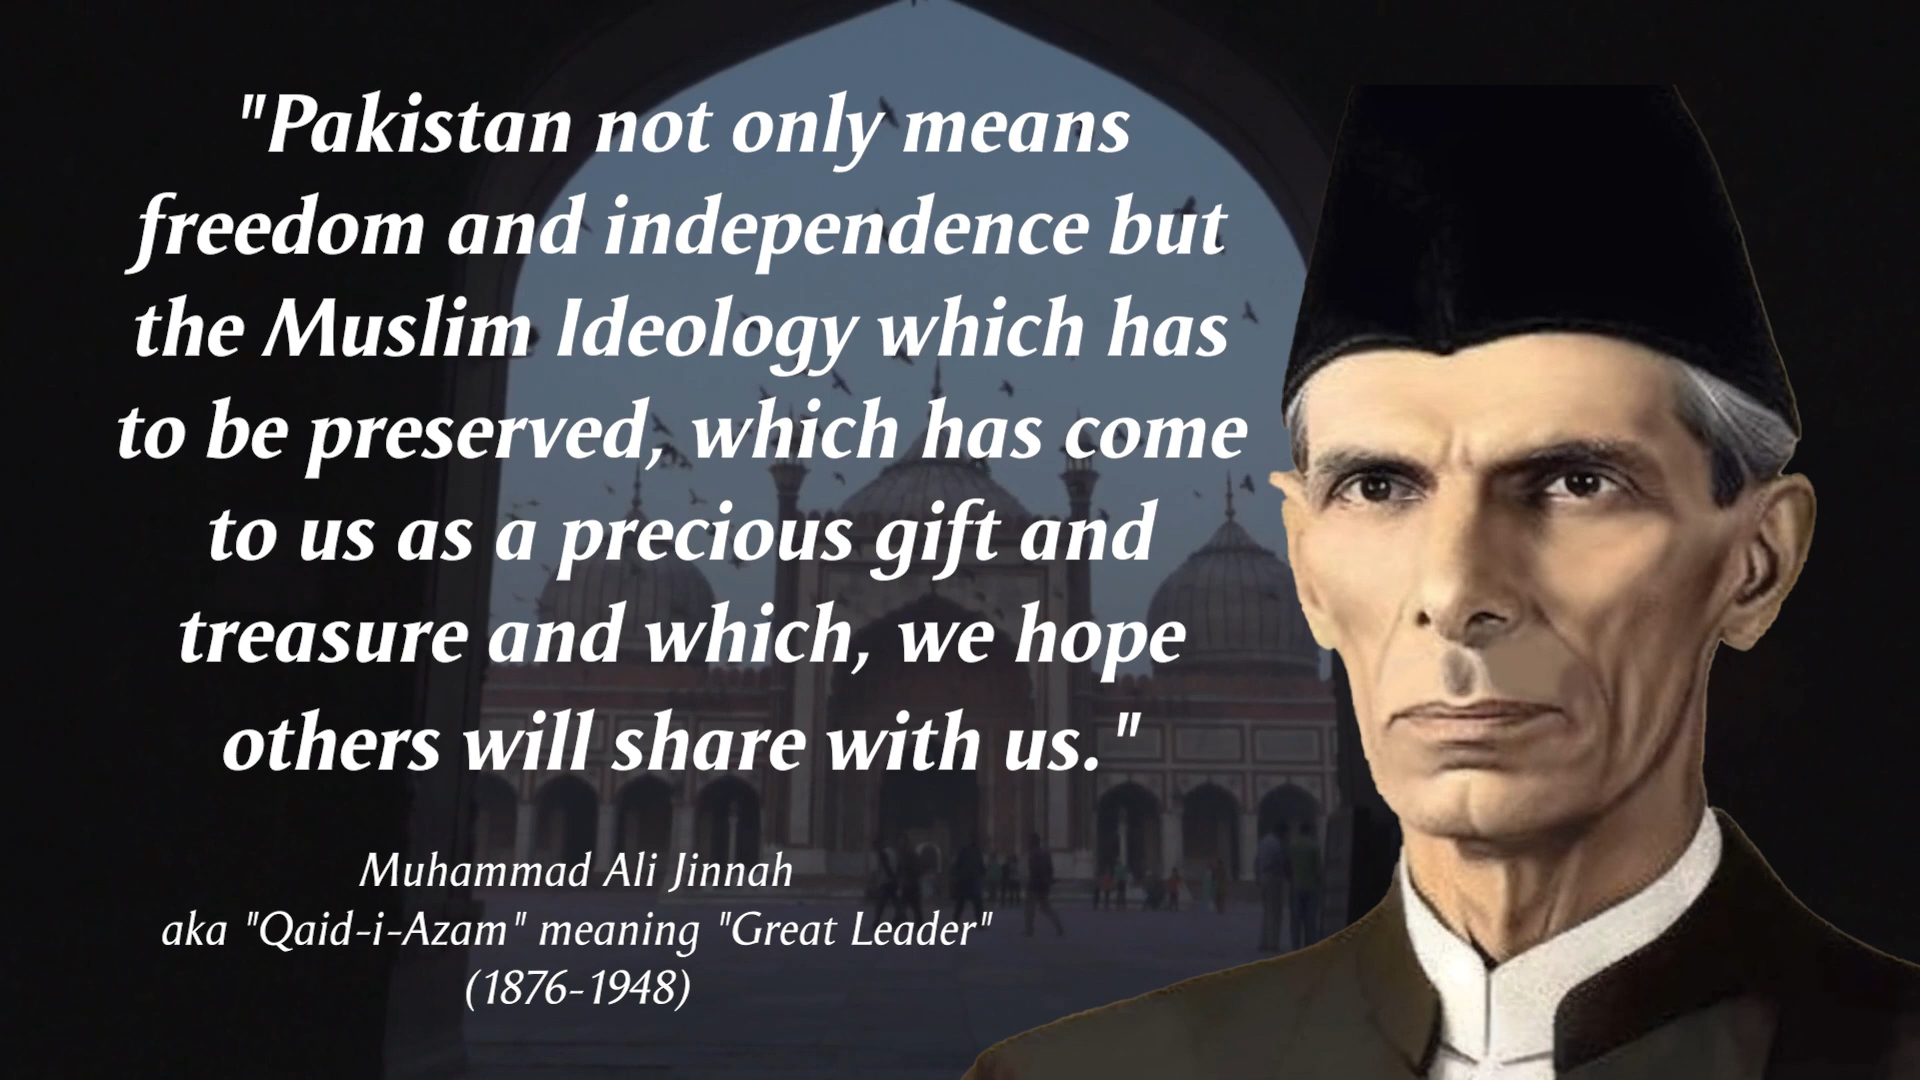 "Pakistan not only means
freedom and independence but
the Muslim Ideology which has
to be preserved, which has come
to us as a precious gift and
treasure and which, we hope
others will share with us."
Muhammad Ali Jinnah
aka "Qaid-i-Azam" meaning "Great Leader"
(1876-1948)